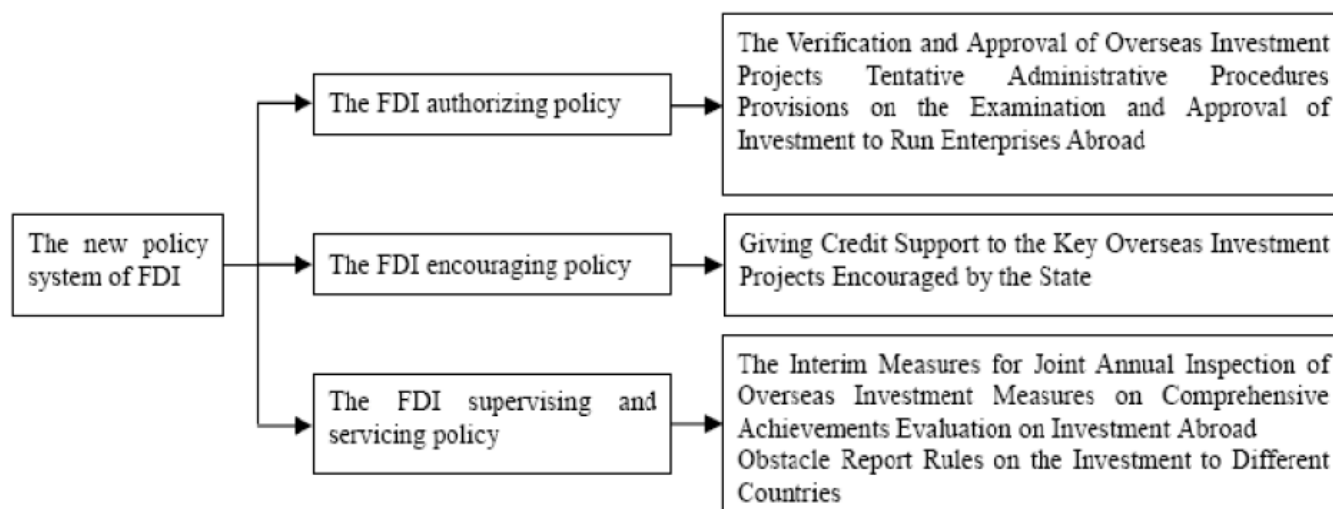 The new policy
system of FDI
The FDI authorizing policy
The Verification and Approval of Overseas Investment
Projects Tentative Administrative Procedures
Provisions on the Examination and Approval of
Investment to Run Enterprises Abroad
The FDI encouraging policy
Giving Credit Support to the Key Overseas Investment
Projects Encouraged by the State
The FDI supervising and
servicing policy
The Interim Measures for Joint Annual Inspection of
Overseas Investment Measures on Comprehensive
Achievements Evaluation on Investment Abroad
Obstacle Report Rules on the Investment to Different
Countries